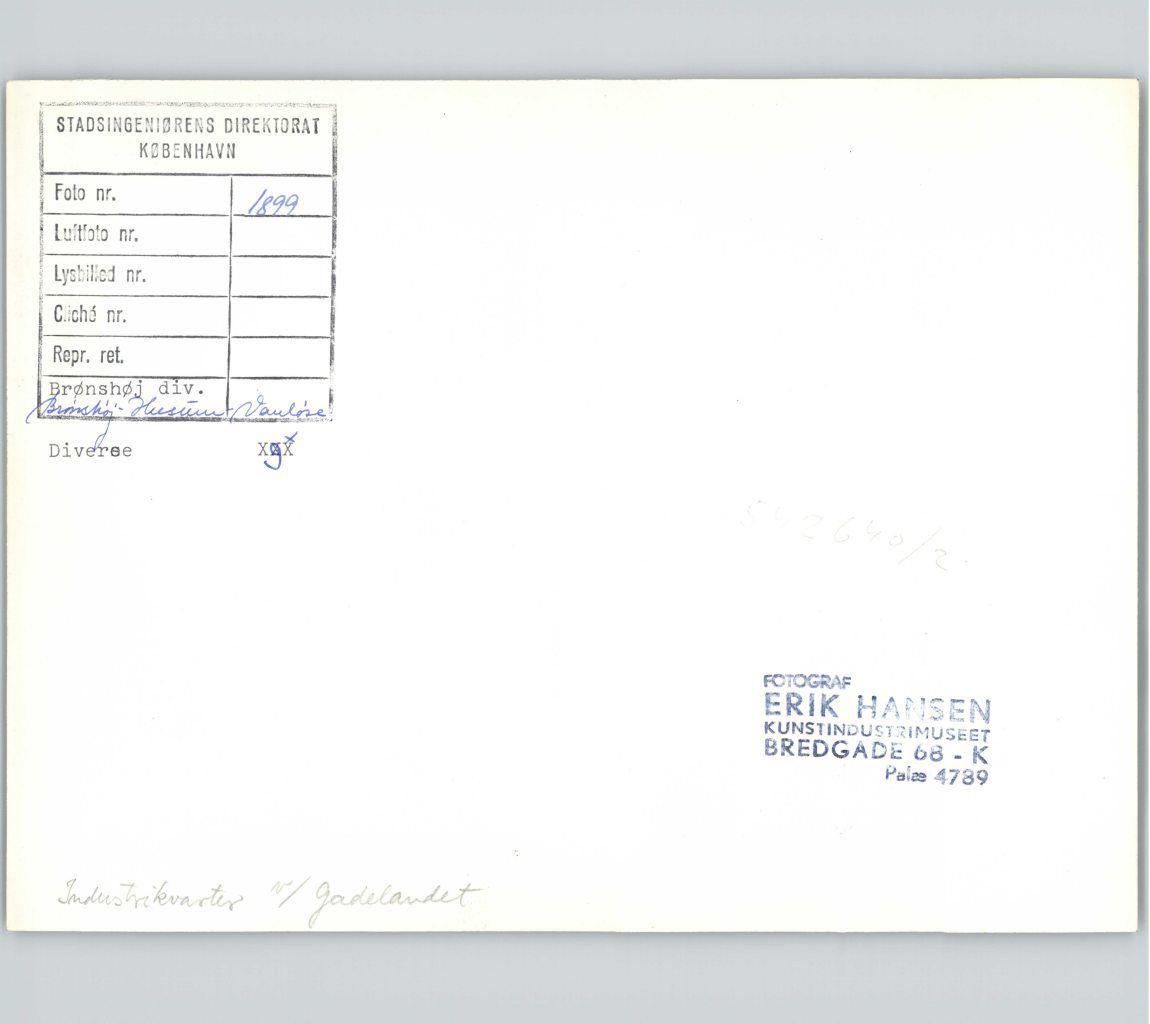 STADSINGENIØRENS DIREKTORAT
KØBENHAVN
Foto nr. 1899
Luftfoto nr.
Lysbilled nr.
Cliché nr.
Repr. ret.
Brønshøj div.
Brønshøj-Husum-Vanløse
Diverse
542640/2
FOTOGRAF
ERIK HANSEN
KUNSTINDUSTRIMUSEET
BREDGADE 68 - K
Palæ 4789
Industrikvarter v/ Gadelandet